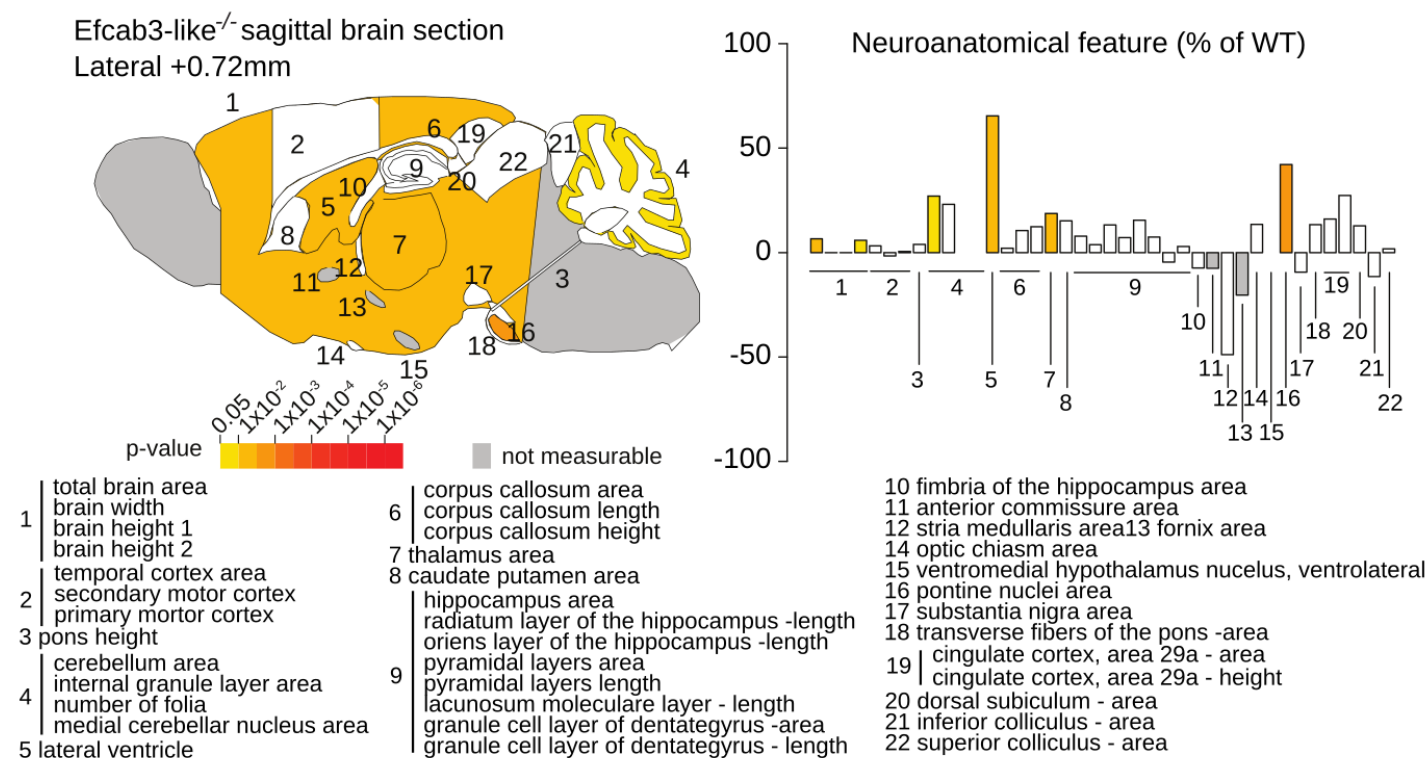 Efcab3-like-/- sagittal brain section
Lateral +0.72mm
1
2
6
19
21
22
9
4
10
20
5
8
7
12
11
17
3
13
16
18
14
15
0.05
1x10-2
1x10-3
1x10-4
1x10-5
1x10-6
p-value
not measurable
Neuroanatomical feature (% of WT)
100
50
0
-50
-100
1
2
4
6
9
19
10
18
20
3
5
7
11
17
21
8
12
14
16
22
13
15
1
total brain area
brain width
brain height 1
brain height 2
2
temporal cortex area
secondary motor cortex
primary mortor cortex
3 pons height
4
cerebellum area
internal granule layer area
number of folia
medial cerebellar nucleus area
5 lateral ventricle
6
corpus callosum area
corpus callosum length
corpus callosum height
7 thalamus area
8 caudate putamen area
9
hippocampus area
radiatum layer of the hippocampus -length
oriens layer of the hippocampus -length
pyramidal layers area
pyramidal layers length
lacunosum moleculare layer - length
granule cell layer of dentategyrus -area
granule cell layer of dentategyrus - length
10 fimbria of the hippocampus area
11 anterior commissure area
12 stria medullaris area13 fornix area
14 optic chiasm area
15 ventromedial hypothalamus nucelus, ventrolateral
16 pontine nuclei area
17 substantia nigra area
18 transverse fibers of the pons -area
19
cingulate cortex, area 29a - area
cingulate cortex, area 29a - height
20 dorsal subiculum - area
21 inferior colliculus - area
22 superior colliculus - area